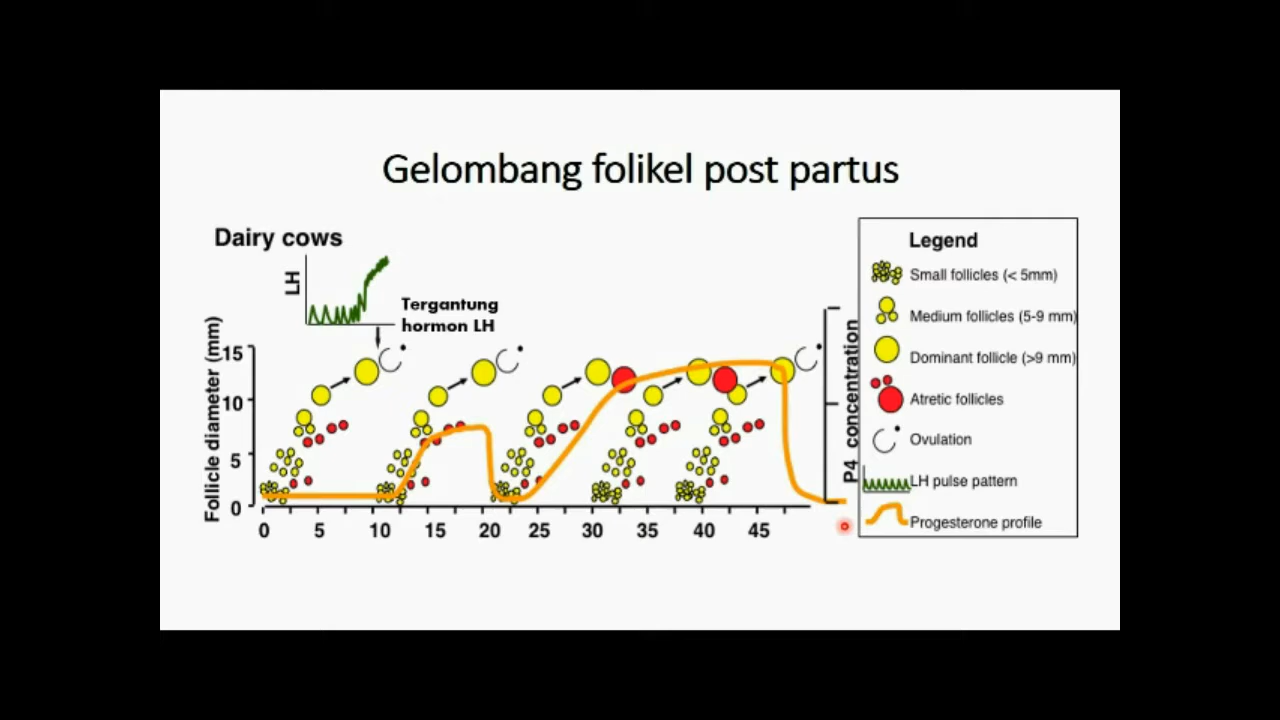 Gelombang folikel post partus
Dairy cows
LH
Tergantung
hormon LH
Follicle diameter (mm)
15
10
5
0
0 5 10 15 20 25 30 35 40 45
P4 concentration
Legend
Small follicles (< 5mm)
Medium follicles (5-9 mm)
Dominant follicle (>9 mm)
Atretic follicles
Ovulation
LH pulse pattern
Progesterone profile